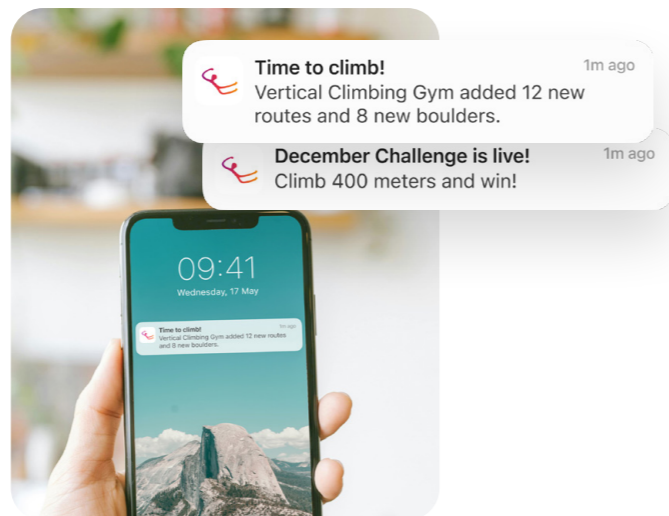 Time to climb!
1m ago
Vertical Climbing Gym added 12 new
routes and 8 new boulders.
December Challenge is live!
1m ago
Climb 400 meters and win!
09:41
Wednesday, 17 May
Time to climb!
1m ago
Vertical Climbing Gym added 12 new routes
and 8 new boulders.